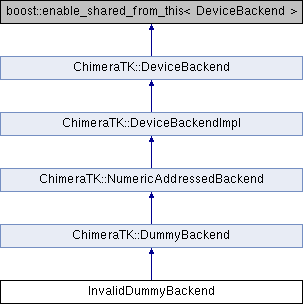 boost::enable_shared_from_this< DeviceBackend >
ChimeraTK::DeviceBackend
ChimeraTK::DeviceBackendImpl
ChimeraTK::NumericAddressedBackend
ChimeraTK::DummyBackend
InvalidDummyBackend